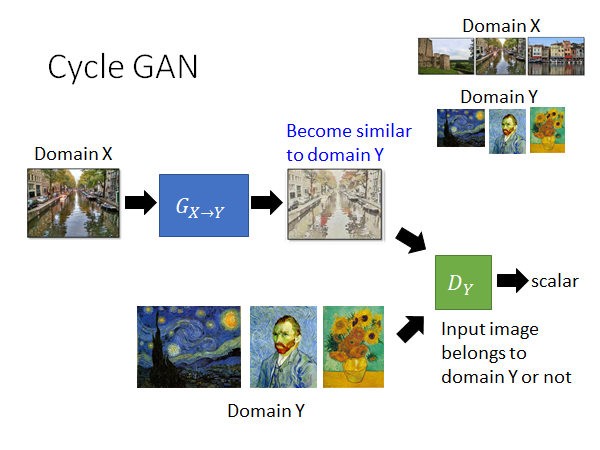 Cycle GAN
Domain X
Domain Y
Domain X
Become similar
to domain Y
G_{X→Y}
D_Y
scalar
Input image
belongs to
domain Y or not
Domain Y